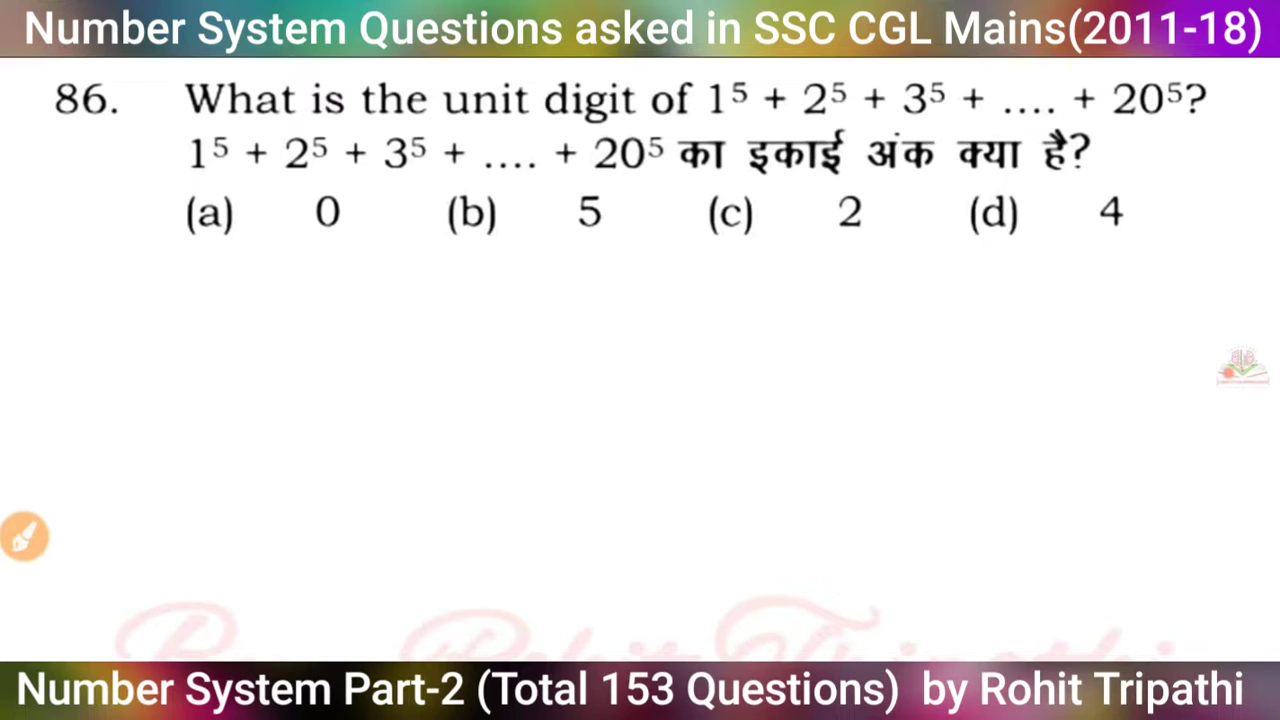 Number System Questions asked in SSC CGL Mains(2011-18)
86. What is the unit digit of 1⁵ + 2⁵ + 3⁵ + .... + 20⁵?
1⁵ + 2⁵ + 3⁵ + .... + 20⁵ का इकाई अंक क्या है?
(a) 0 (b) 5 (c) 2 (d) 4
Number System Part-2 (Total 153 Questions) by Rohit Tripathi